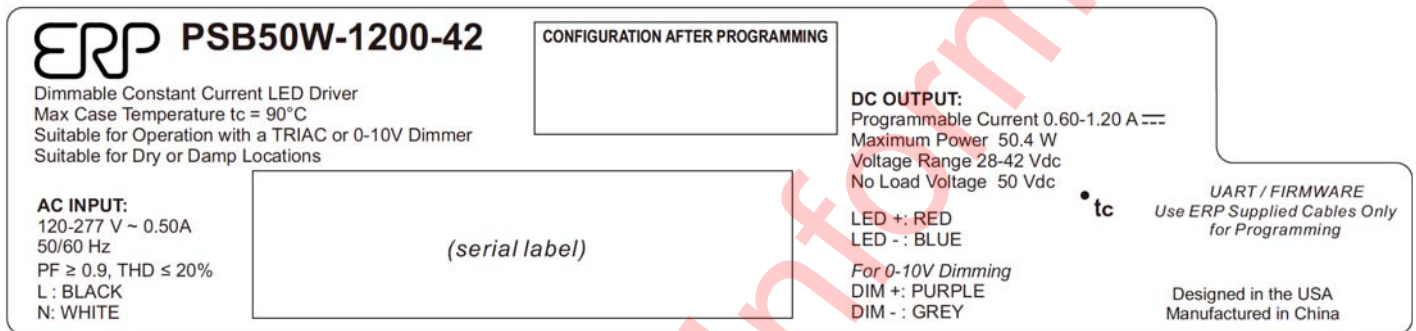 ERP PSB50W-1200-42
Dimmable Constant Current LED Driver
Max Case Temperature tc = 90°C
Suitable for Operation with a TRIAC or 0-10V Dimmer
Suitable for Dry or Damp Locations
CONFIGURATION AFTER PROGRAMMING
AC INPUT:
120-277 V ~ 0.50A
50/60 Hz
PF ≥ 0.9, THD ≤ 20%
L : BLACK
N: WHITE
(serial label)
DC OUTPUT:
Programmable Current 0.60-1.20 A ⎓
Maximum Power 50.4 W
Voltage Range 28-42 Vdc
No Load Voltage 50 Vdc
LED +: RED
LED - : BLUE
For 0-10V Dimming
DIM +: PURPLE
DIM - : GREY
tc
UART / FIRMWARE
Use ERP Supplied Cables Only
for Programming
Designed in the USA
Manufactured in China
Inform